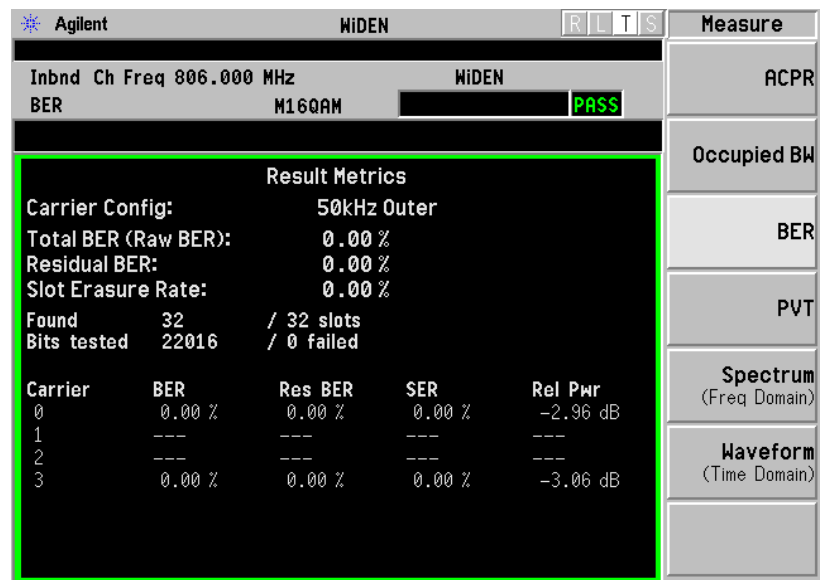 Agilent WiDEN R L T S Measure
Inbnd Ch Freq 806.000 MHz WiDEN
BER M16QAM PASS
Result Metrics
Carrier Config: 50kHz Outer
Total BER (Raw BER): 0.00 %
Residual BER: 0.00 %
Slot Erasure Rate: 0.00 %
Found 32 / 32 slots
Bits tested 22016 / 0 failed
Carrier BER Res BER SER Rel Pwr
0 0.00 % 0.00 % 0.00 % -2.96 dB
1 --- --- --- ---
2 --- --- --- ---
3 0.00 % 0.00 % 0.00 % -3.06 dB
ACPR
Occupied BW
BER
PVT
Spectrum
(Freq Domain)
Waveform
(Time Domain)